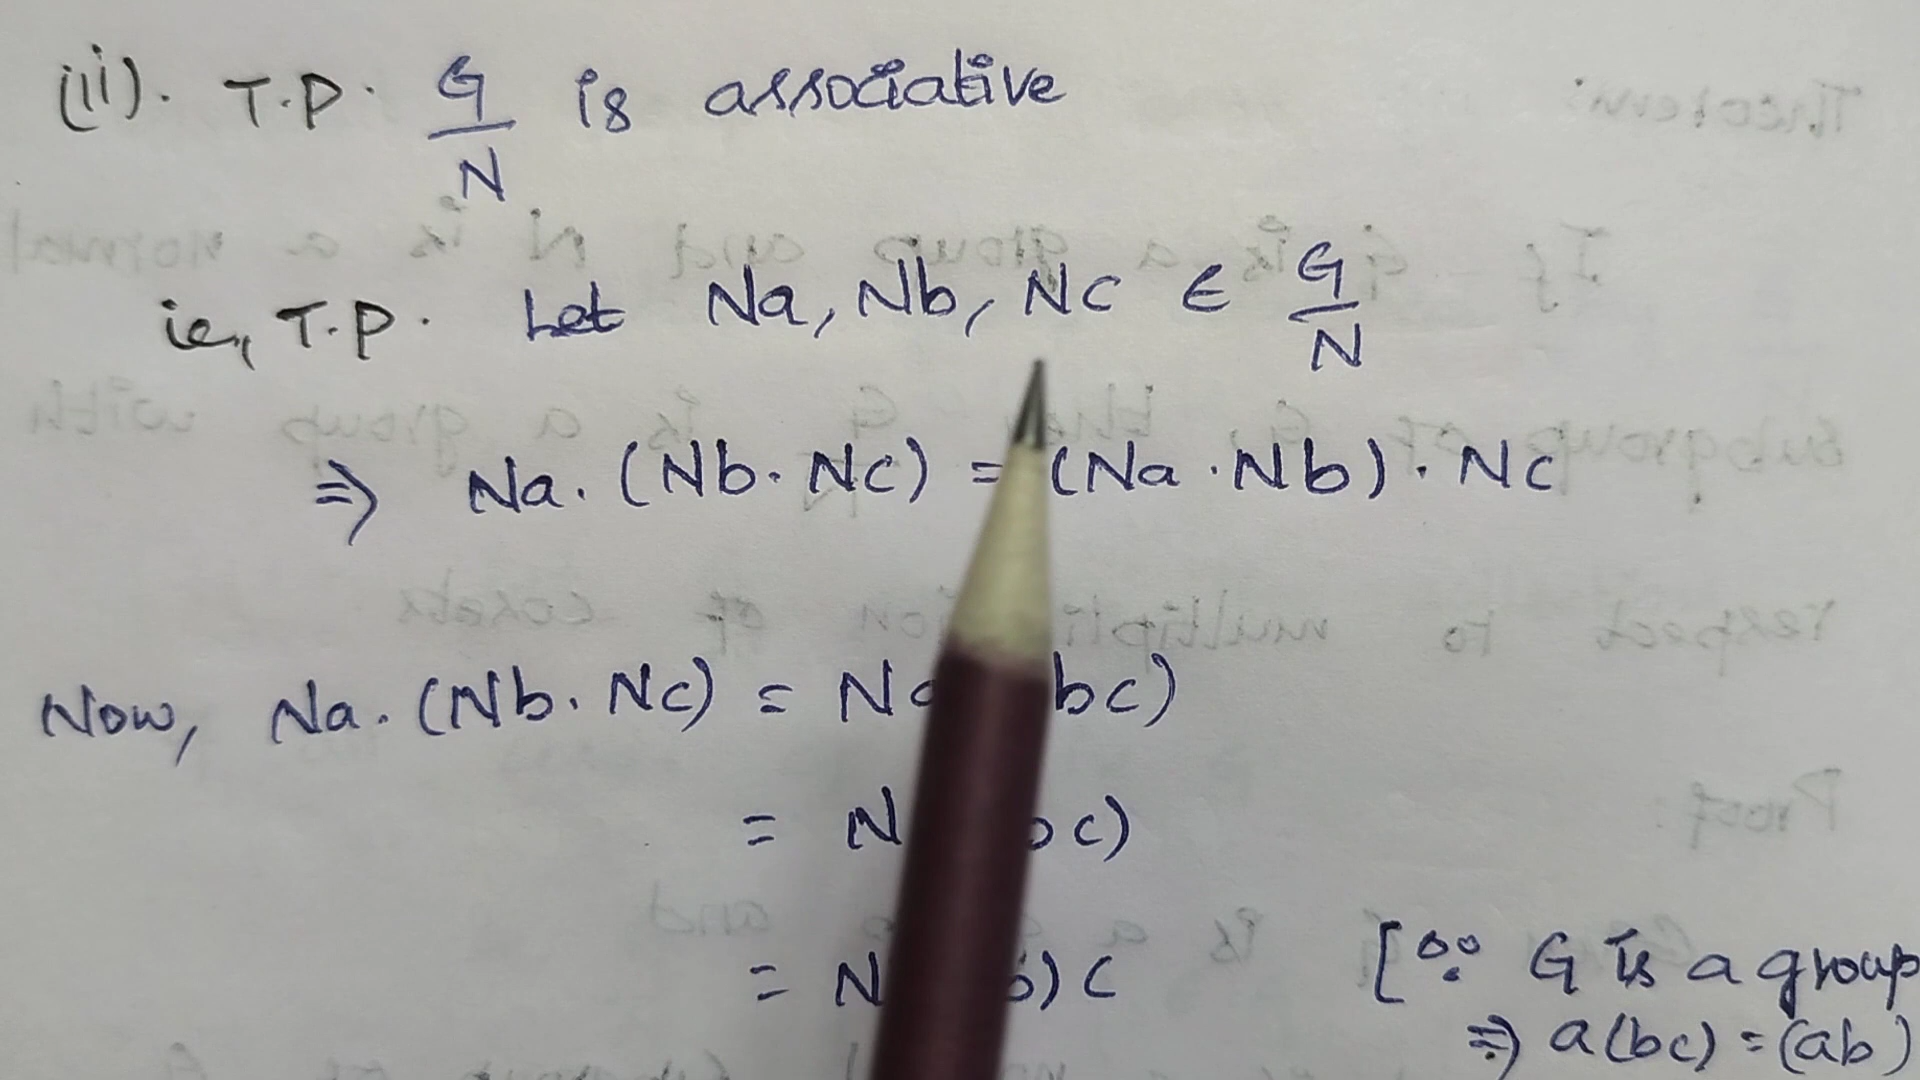 (ii). T.P. G/N is associative
ie, T.P. Let Na, Nb, Nc ∈ G/N
⇒ Na. (Nb. Nc) = (Na . Nb). Nc
Now, Na. (Nb. Nc) = N bc)
= N c)
= N ) c [∵ G is a group
⇒ a(bc) = (ab)